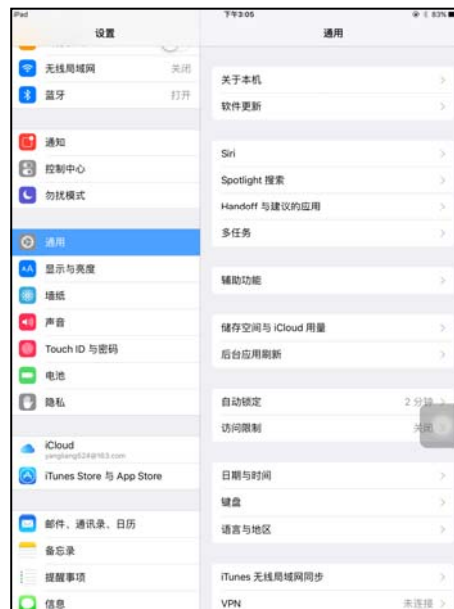 iPad
下午3:05
83%
设置
无线局域网
关闭
蓝牙
打开
通知
控制中心
勿扰模式
通用
显示与亮度
墙纸
声音
Touch ID 与密码
电池
隐私
iCloud
yangliang524@163.com
iTunes Store 与 App Store
邮件、通讯录、日历
备忘录
提醒事项
信息
通用
关于本机
软件更新
Siri
Spotlight 搜索
Handoff 与建议的应用
多任务
辅助功能
储存空间与 iCloud 用量
后台应用刷新
自动锁定
2 分钟
访问限制
关闭
日期与时间
键盘
语言与地区
iTunes 无线局域网同步
VPN
未连接